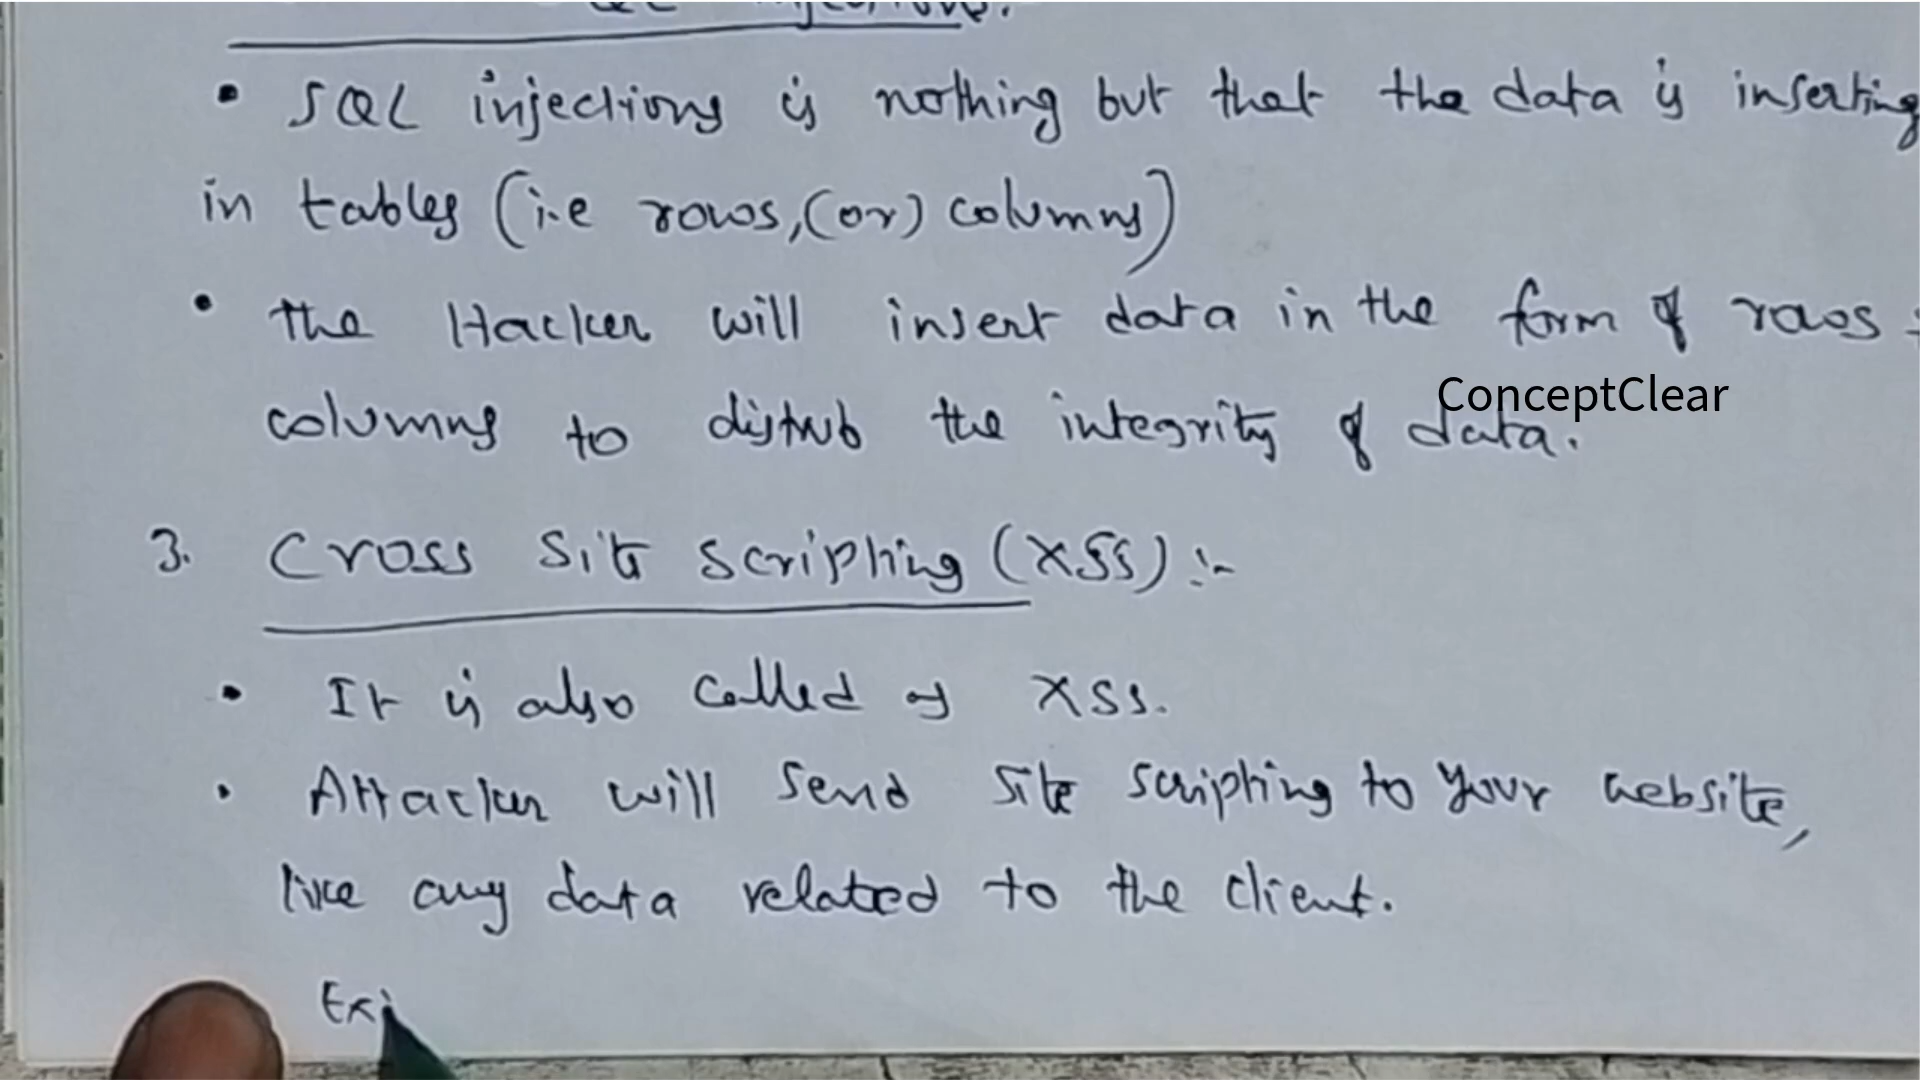 injections.
• SQL injections is nothing but that the data is inserting
in tables (i.e rows,(or) columns)
• the Hacker will insert data in the form of rows
ConceptClear
columns to distrub the integrity of data.
3. Cross Site Scripting (XSS) :-
• It is also called as XSS.
• Attacker will send Site scripting to your website,
like any data related to the client.
Ex: